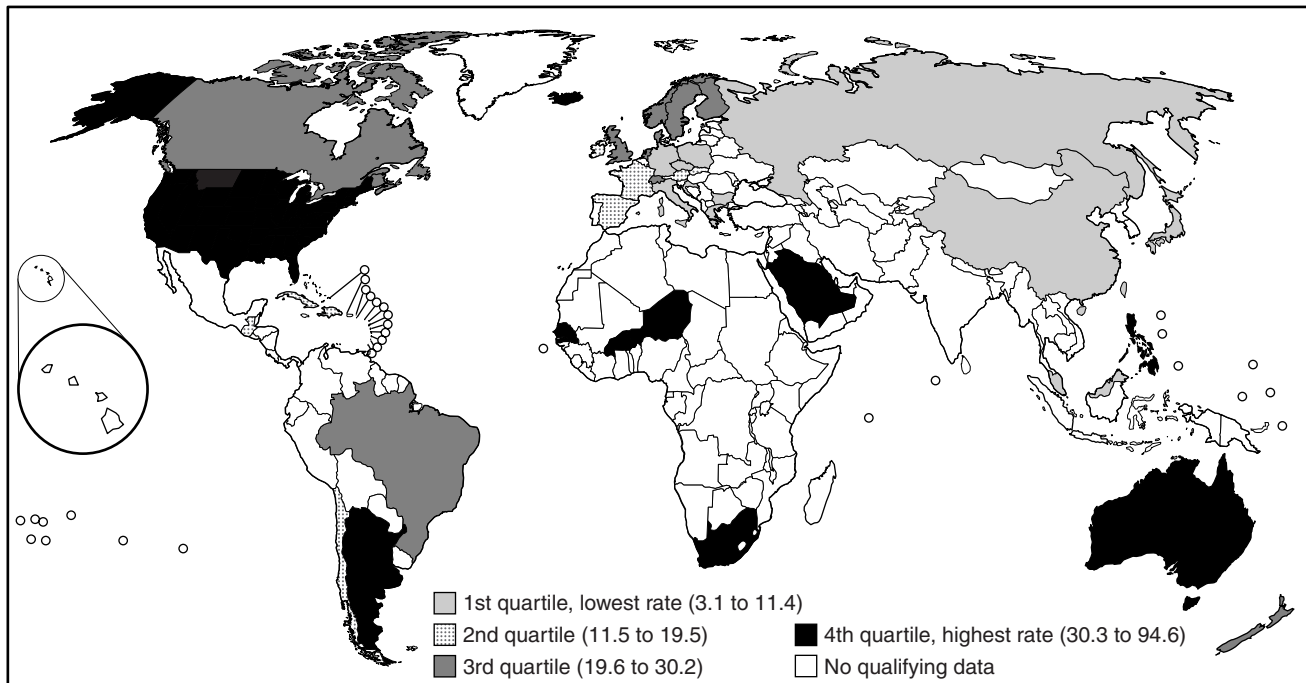 1st quartile, lowest rate (3.1 to 11.4)
2nd quartile (11.5 to 19.5)
4th quartile, highest rate (30.3 to 94.6)
3rd quartile (19.6 to 30.2)
No qualifying data